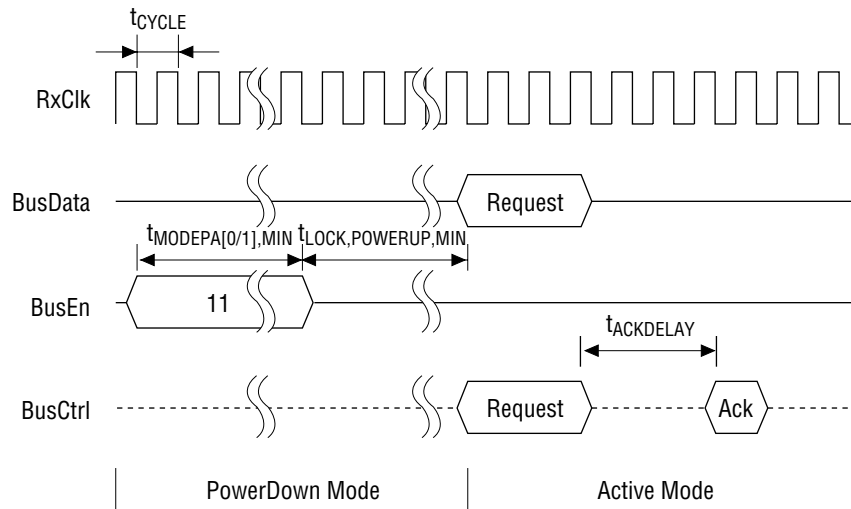 tCYCLE
RxClk
BusData
Request
tMODEPA[0/1],MIN
tLOCK,POWERUP,MIN
BusEn
11
tACKDELAY
BusCtrl
Request
Ack
PowerDown Mode
Active Mode